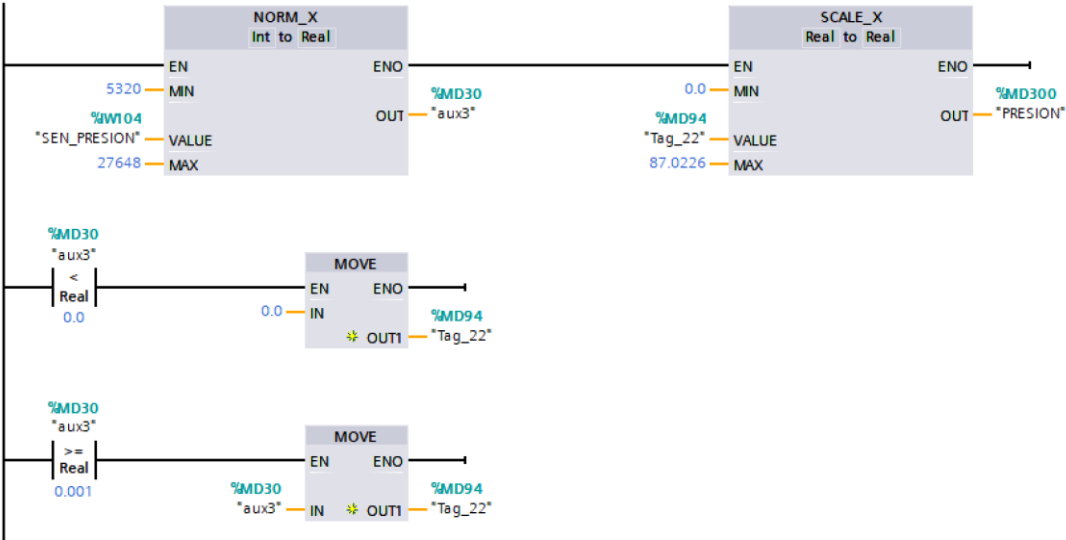 NORM_X
Int to Real
EN
ENO
5320
MIN
%MD30
OUT
"aux3"
%IW104
"SEN_PRESION"
VALUE
27648
MAX
SCALE_X
Real to Real
EN
ENO
0.0
MIN
%MD300
OUT
"PRESION"
%MD94
"Tag_22"
VALUE
87.0226
MAX
%MD30
"aux3"
<
Real
0.0
MOVE
EN
ENO
0.0
IN
%MD94
OUT1
"Tag_22"
%MD30
"aux3"
>=
Real
0.001
MOVE
EN
ENO
%MD30
"aux3"
IN
%MD94
OUT1
"Tag_22"